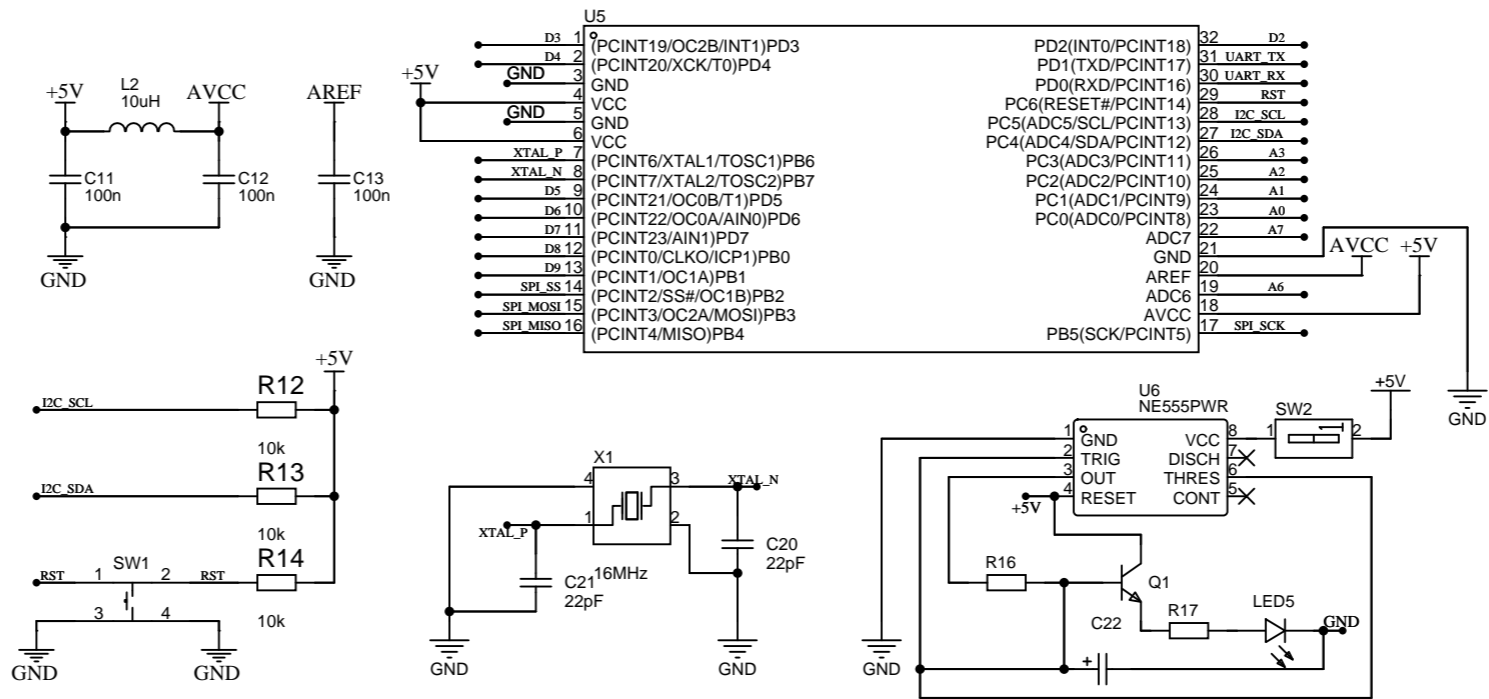 U5
D3 1 (PCINT19/OC2B/INT1)PD3
D4 2 (PCINT20/XCK/T0)PD4
GND 3 GND
+5V
4 VCC
GND 5 GND
6 VCC
XTAL_P 7 (PCINT6/XTAL1/TOSC1)PB6
XTAL_N 8 (PCINT7/XTAL2/TOSC2)PB7
D5 9 (PCINT21/OC0B/T1)PD5
D6 10 (PCINT22/OC0A/AIN0)PD6
D7 11 (PCINT23/AIN1)PD7
D8 12 (PCINT0/CLKO/ICP1)PB0
D9 13 (PCINT1/OC1A)PB1
SPI_SS 14 (PCINT2/SS#/OC1B)PB2
SPI_MOSI 15 (PCINT3/OC2A/MOSI)PB3
SPI_MISO 16 (PCINT4/MISO)PB4
PD2(INT0/PCINT18) 32 D2
PD1(TXD/PCINT17) 31 UART_TX
PD0(RXD/PCINT16) 30 UART_RX
PC6(RESET#/PCINT14) 29 RST
PC5(ADC5/SCL/PCINT13) 28 I2C_SCL
PC4(ADC4/SDA/PCINT12) 27 I2C_SDA
PC3(ADC3/PCINT11) 26 A3
PC2(ADC2/PCINT10) 25 A2
PC1(ADC1/PCINT9) 24 A1
PC0(ADC0/PCINT8) 23 A0
ADC7 22 A7
GND 21
AREF 20
ADC6 19 A6
AVCC 18
PB5(SCK/PCINT5) 17 SPI_SCK
AVCC +5V
GND
+5V
L2
10uH
AVCC
AREF
C11
100n
C12
100n
C13
100n
GND
GND
+5V
I2C_SCL
R12
10k
I2C_SDA
R13
10k
RST
SW1
1 2
RST
R14
3 4
10k
GND
GND
X1
4 3 XTAL_N
XTAL_P 1 2
16MHz
C21
22pF
C20
22pF
GND
GND
U6
NE555PWR
1 GND VCC 8
2 TRIG DISCH 7
3 OUT THRES 6
4 RESET CONT 5
+5V
SW2
1 1 2
+5V
R16
Q1
C22
R17
LED5
GND
+
GND